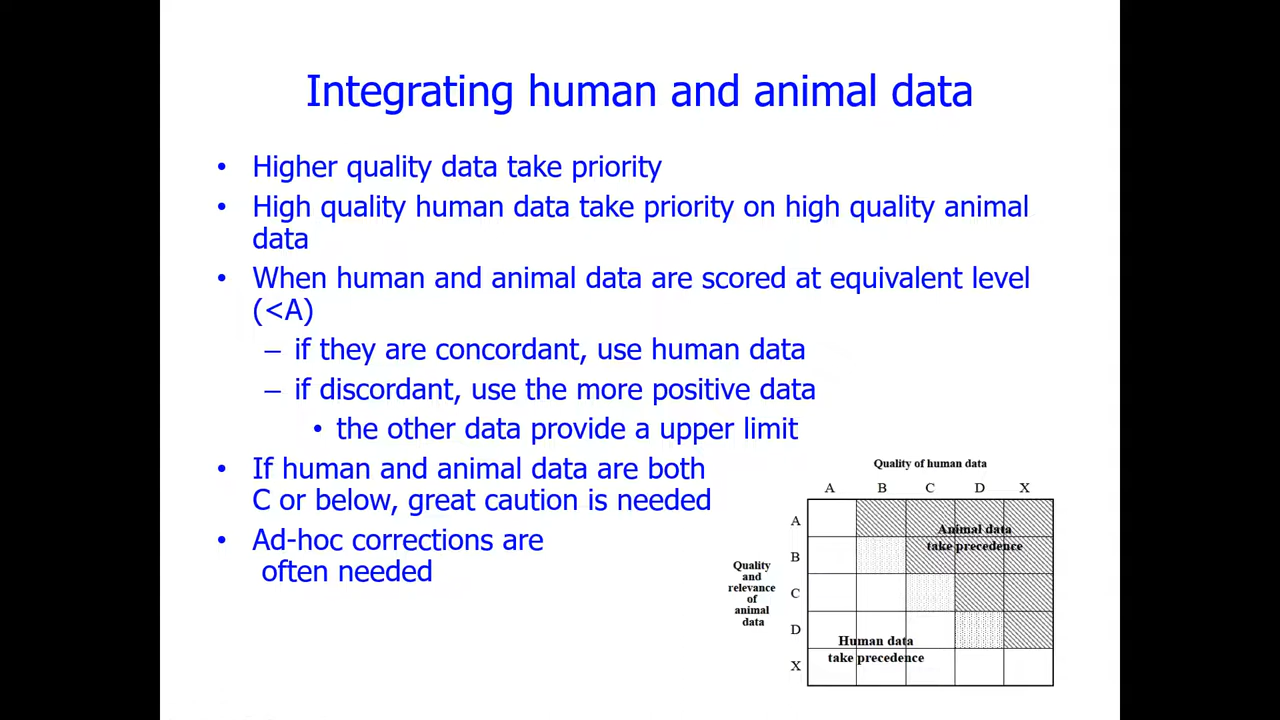 Integrating human and animal data
• Higher quality data take priority
• High quality human data take priority on high quality animal
data
• When human and animal data are scored at equivalent level
(<A)
– if they are concordant, use human data
– if discordant, use the more positive data
• the other data provide a upper limit
• If human and animal data are both
C or below, great caution is needed
• Ad-hoc corrections are
often needed
Quality of human data
A B C D X
A
Animal data
take precedence
B
Quality
and
relevance
of
animal
data
C
D
Human data
take precedence
X